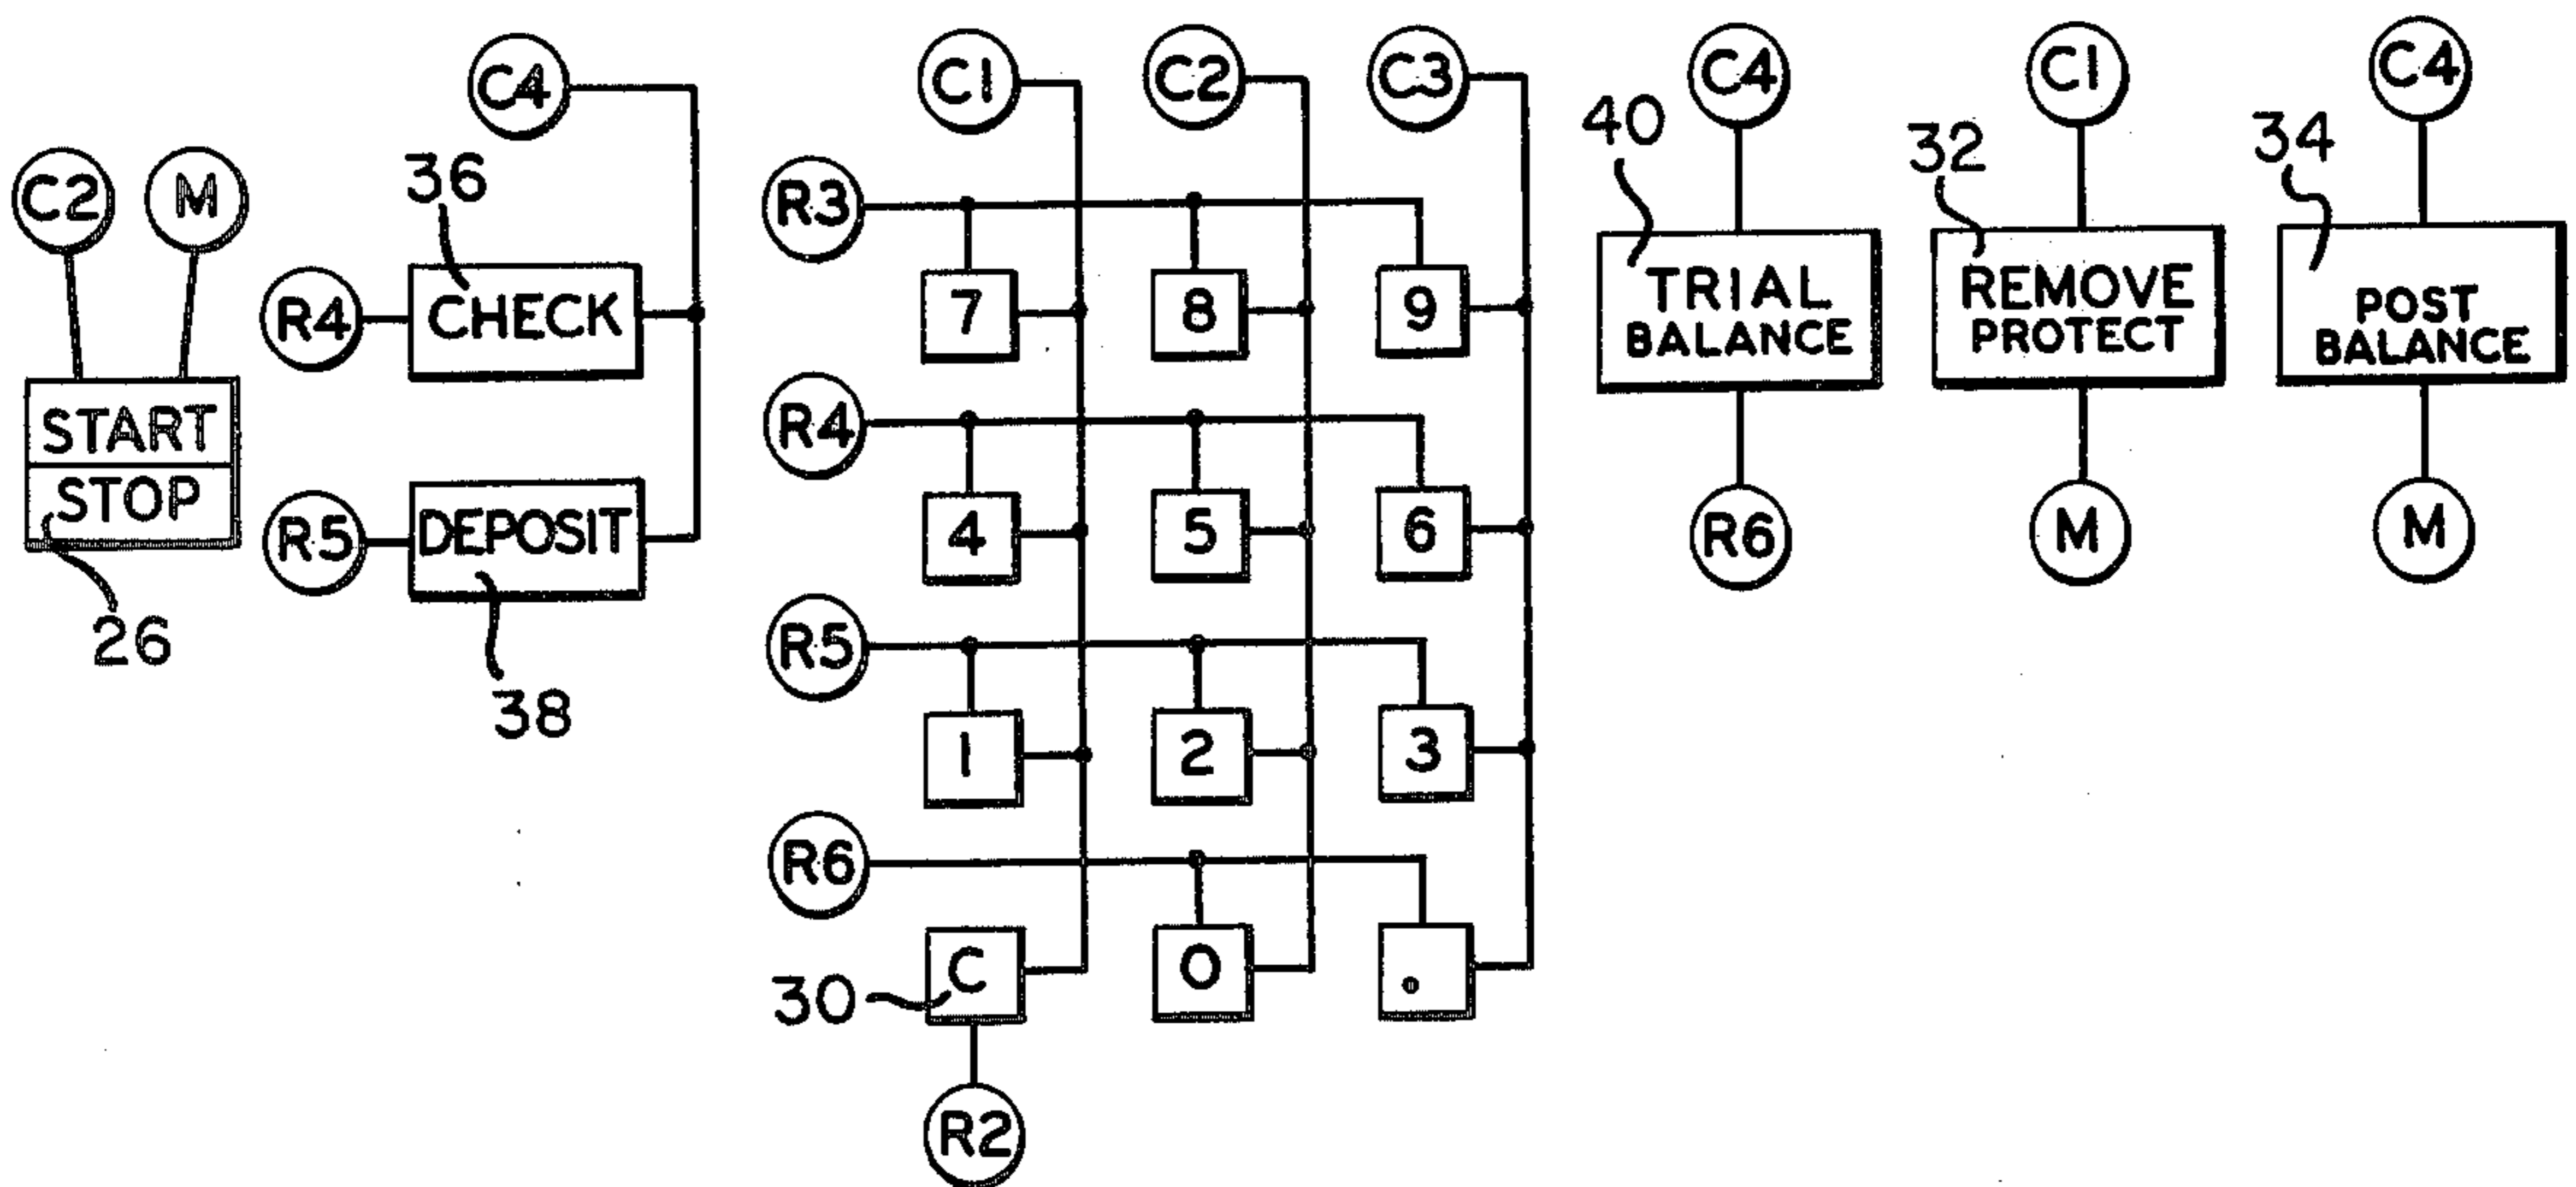 C2 M
START
STOP
26
C4
36
R4 CHECK
R5 DEPOSIT
38
C1 C2 C3
R3
7 8 9
R4
4 5 6
R5
1 2 3
R6
C 0 .
30
R2
C4
40
TRIAL
BALANCE
R6
C1
32
REMOVE
PROTECT
M
C4
34
POST
BALANCE
M